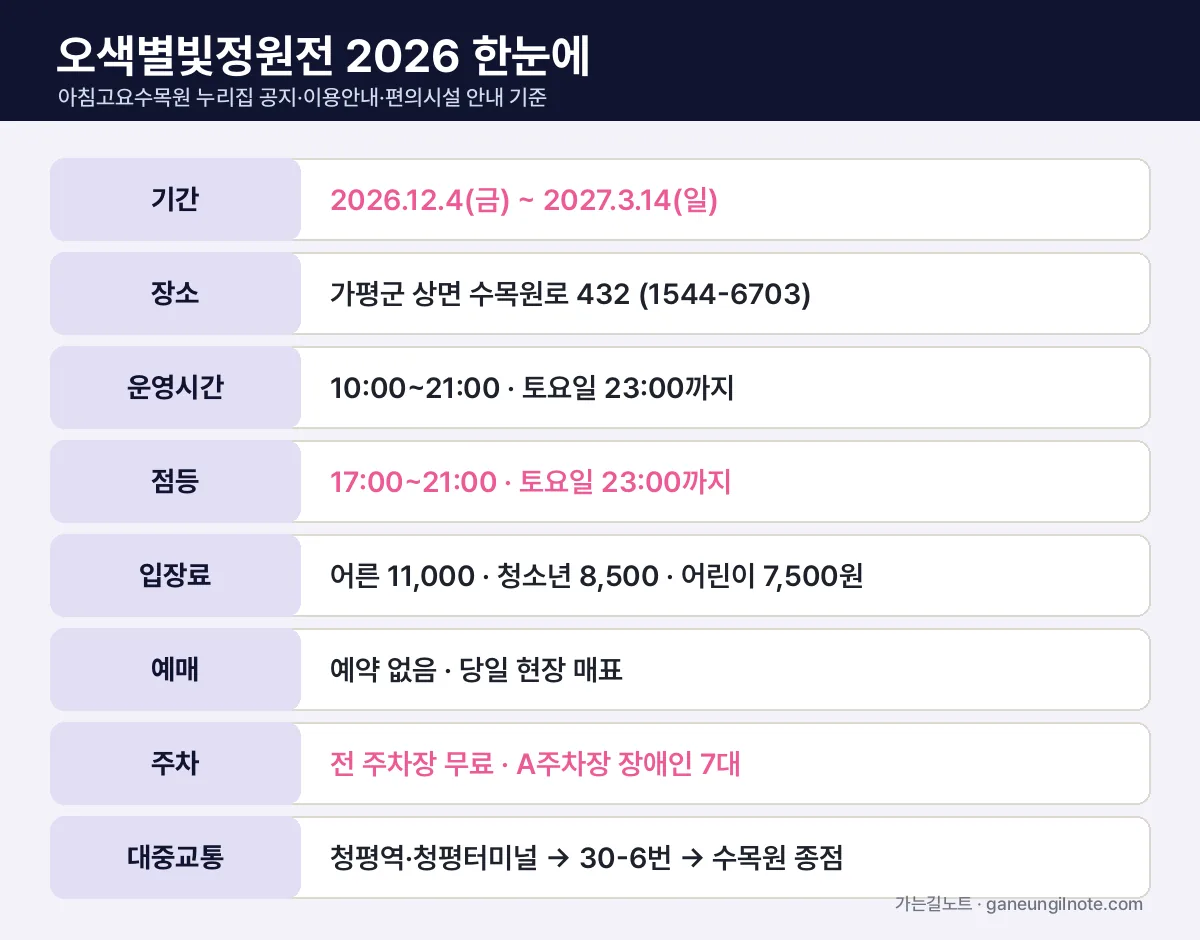 오색별빛정원전 2026 한눈에
아침고요수목원 누리집 공지·이용안내·편의시설 안내 기준
기간
2026.12.4(금) ~ 2027.3.14(일)
장소
가평군 상면 수목원로 432 (1544-6703)
운영시간
10:00~21:00 · 토요일 23:00까지
점등
17:00~21:00 · 토요일 23:00까지
입장료
어른 11,000 · 청소년 8,500 · 어린이 7,500원
예매
예약 없음 · 당일 현장 매표
주차
전 주차장 무료 · A주차장 장애인 7대
대중교통
청평역·청평터미널 → 30-6번 → 수목원 종점
가는길노트 · ganeungilnote.com